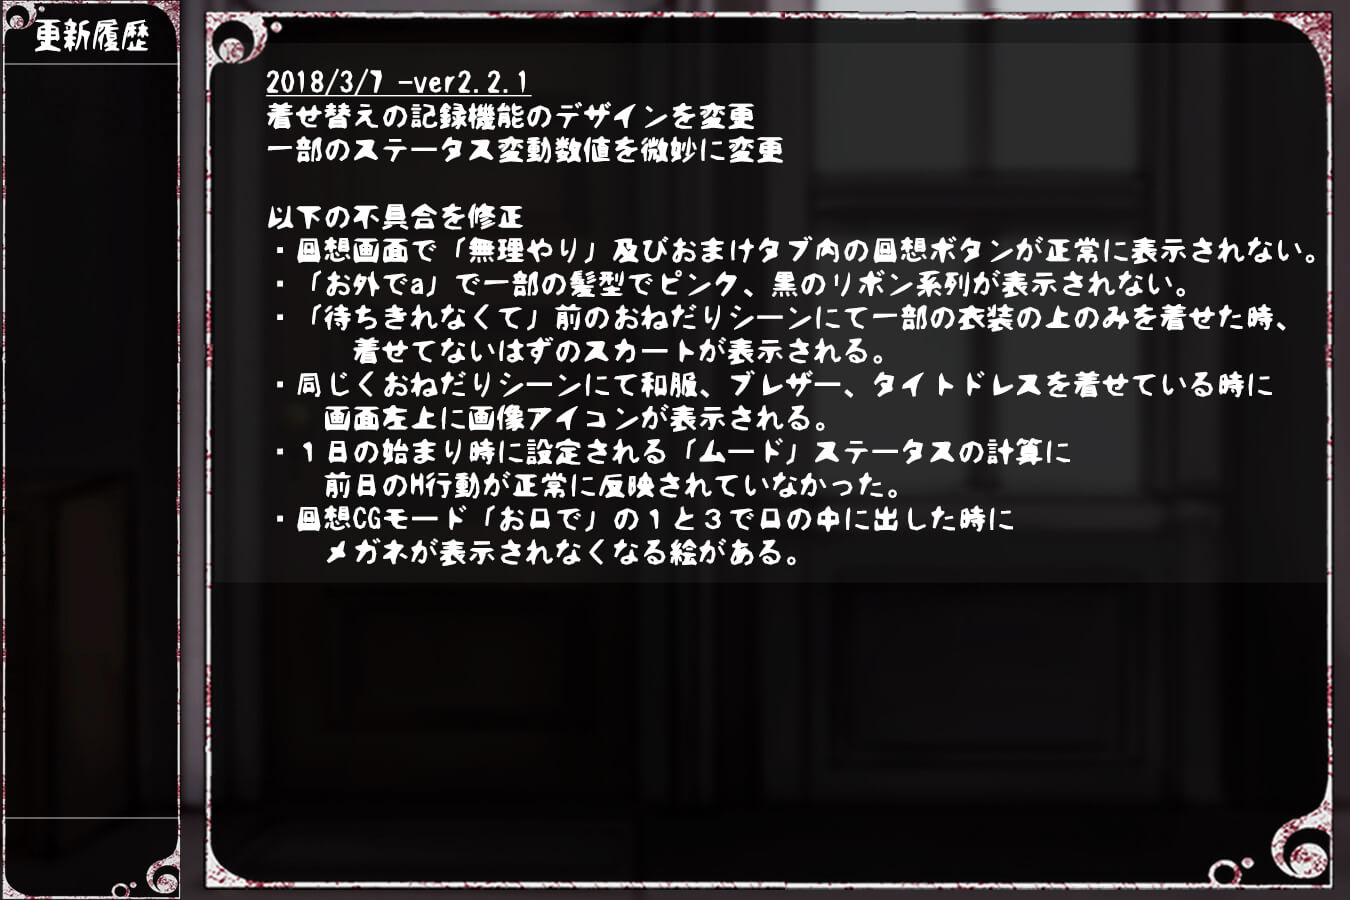 更新履歴
2018/3/7 -ver2.2.1
着せ替えの記録機能のデザインを変更
一部のステータス変動数値を微妙に変更
以下の不具合を修正
・回想画面で「無理やり」及びおまけタブ内の回想ボタンが正常に表示されない。
・「お外でa」で一部の髪型でピンク、黒のリボン系列が表示されない。
・「待ちきれなくて」前のおねだりシーンにて一部の衣装の上のみを着せた時、
着せてないはずのスカートが表示される。
・同じくおねだりシーンにて和服、ブレザー、タイトドレスを着せている時に
画面左上に画像アイコンが表示される。
・１日の始まり時に設定される「ムード」ステータスの計算に
前日のH行動が正常に反映されていなかった。
・回想CGモード「お口で」の１と３で口の中に出した時に
メガネが表示されなくなる絵がある。